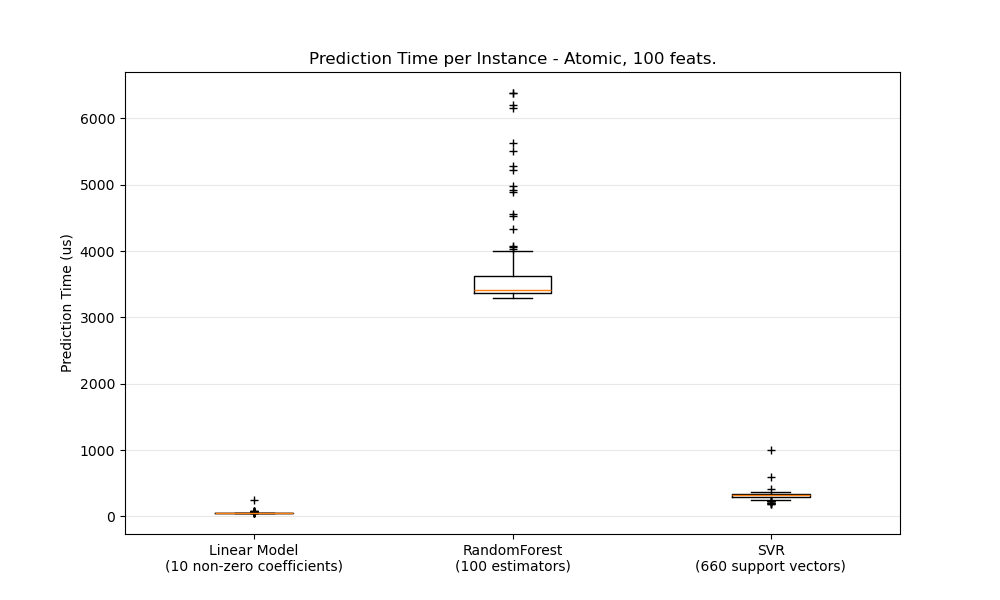 Prediction Time per Instance - Atomic, 100 feats.
Prediction Time (us)
6000
5000
4000
3000
2000
1000
0
Linear Model
(10 non-zero coefficients)
RandomForest
(100 estimators)
SVR
(660 support vectors)